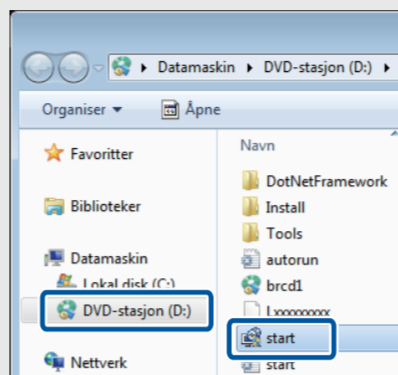 Datamaskin DVD-stasjon (D:)
Organiser Åpne
Favoritter
Biblioteker
Datamaskin
Lokal disk (C:)
DVD-stasjon (D:)
Nettverk
Navn
DotNetFramework
Install
Tools
autorun
brcd1
Lxxxxxxxxx
start
start